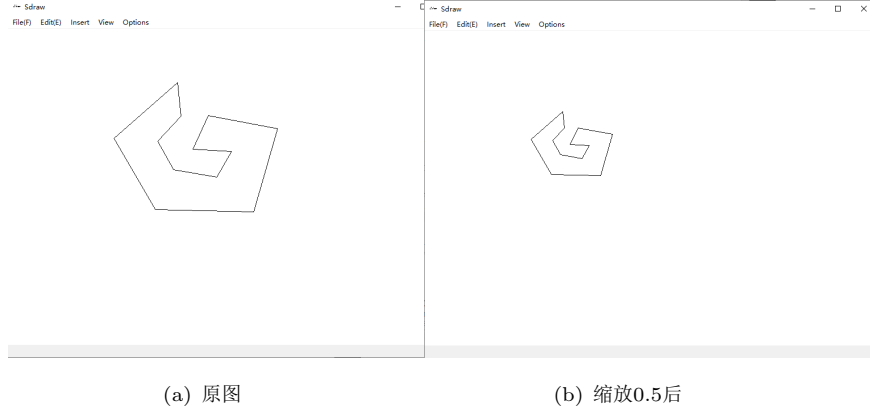 Sdraw
File(F) Edit(E) Insert View Options
Sdraw
File(F) Edit(E) Insert View Options
(a) 原图
(b) 缩放0.5后